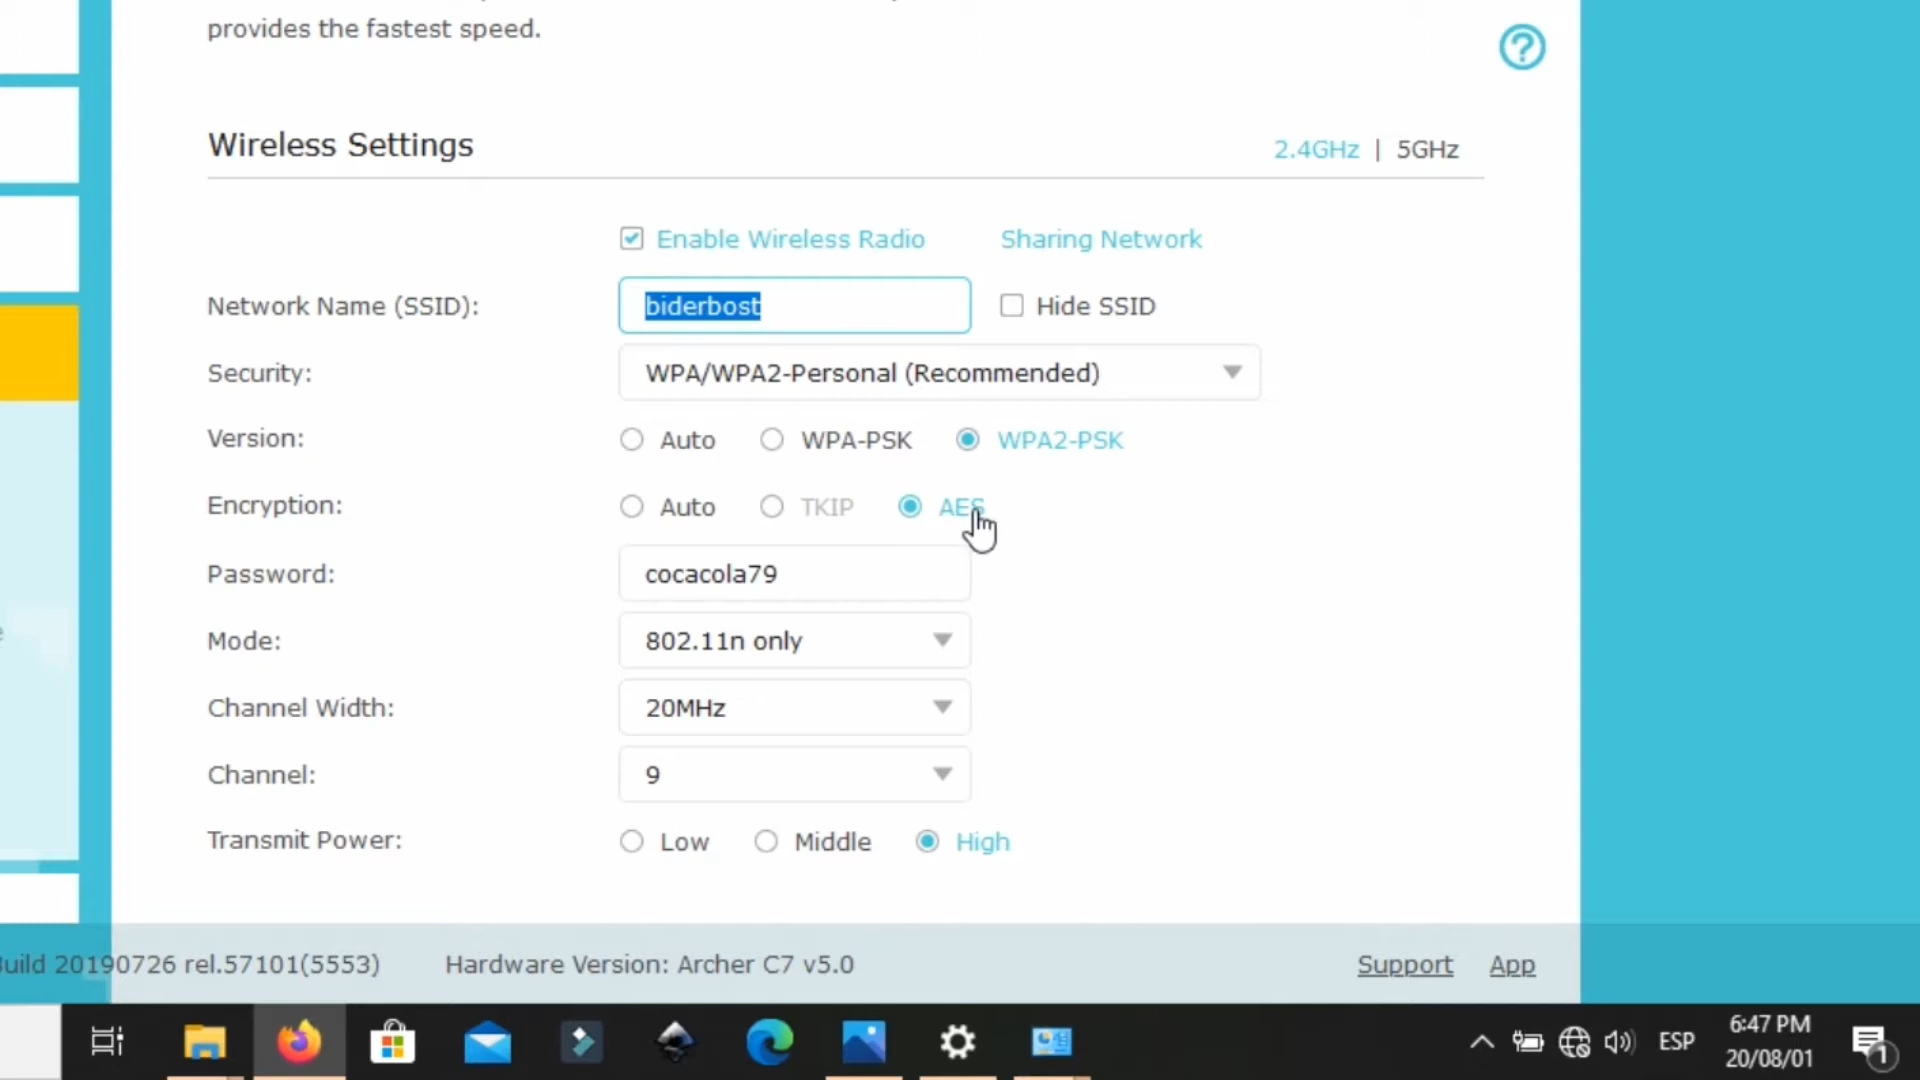 provides the fastest speed.
Wireless Settings
2.4GHz | 5GHz
Enable Wireless Radio Sharing Network
Network Name (SSID): biderbost Hide SSID
Security: WPA/WPA2-Personal (Recommended)
Version: Auto WPA-PSK WPA2-PSK
Encryption: Auto TKIP AES
Password: cocacola79
Mode: 802.11n only
Channel Width: 20MHz
Channel: 9
Transmit Power: Low Middle High
20190726 rel.57101(5553) Hardware Version: Archer C7 v5.0 Support App
ESP 6:47 PM
20/08/01
1